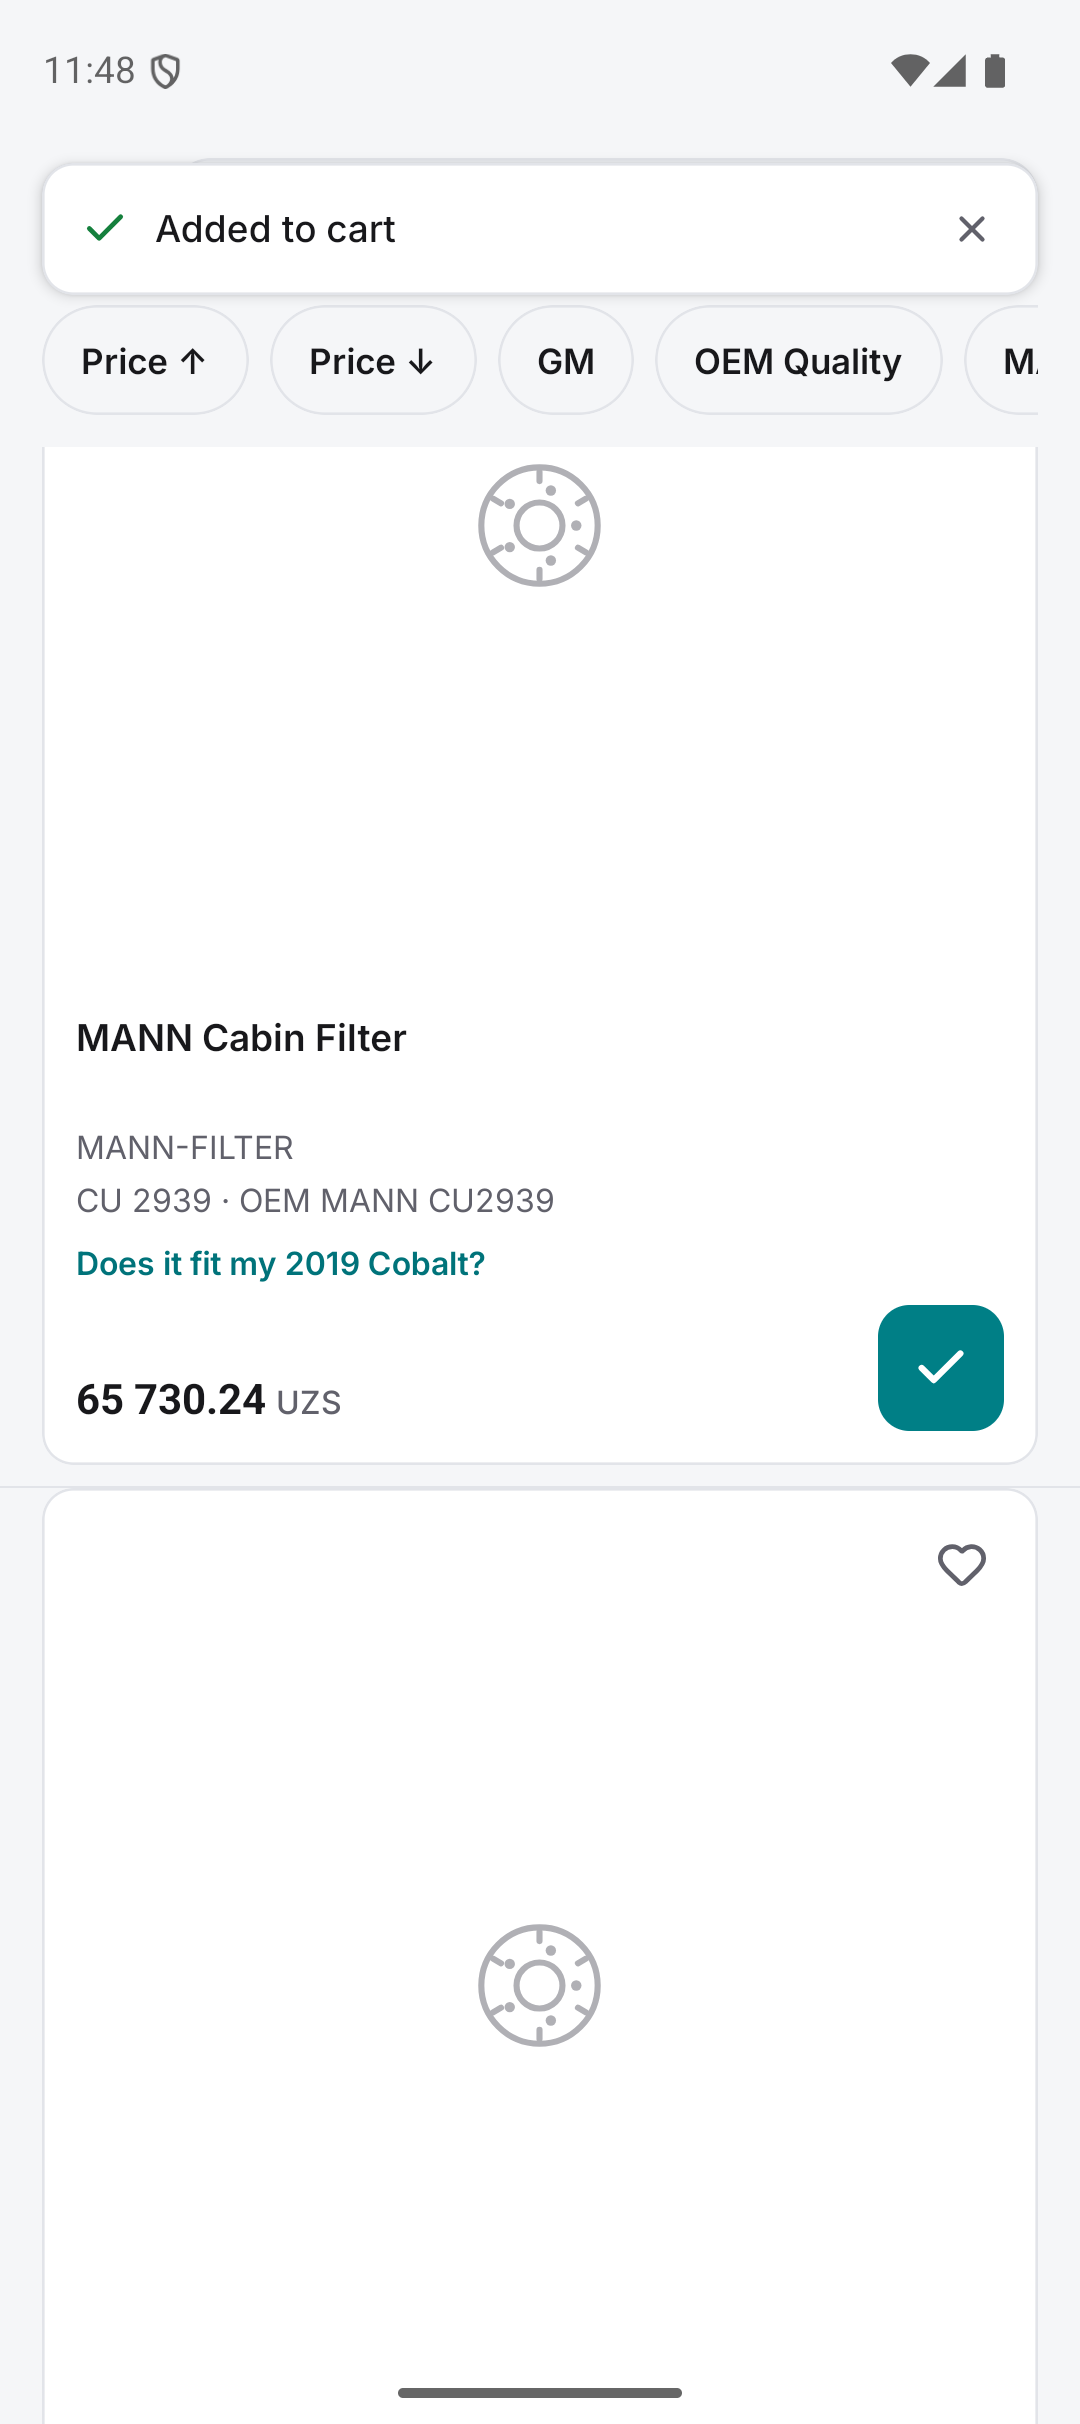 11:48
Added to cart
Price ↑
Price ↓
GM
OEM Quality
MANN Cabin Filter
MANN-FILTER
CU 2939 · OEM MANN CU2939
Does it fit my 2019 Cobalt?
65 730.24 UZS